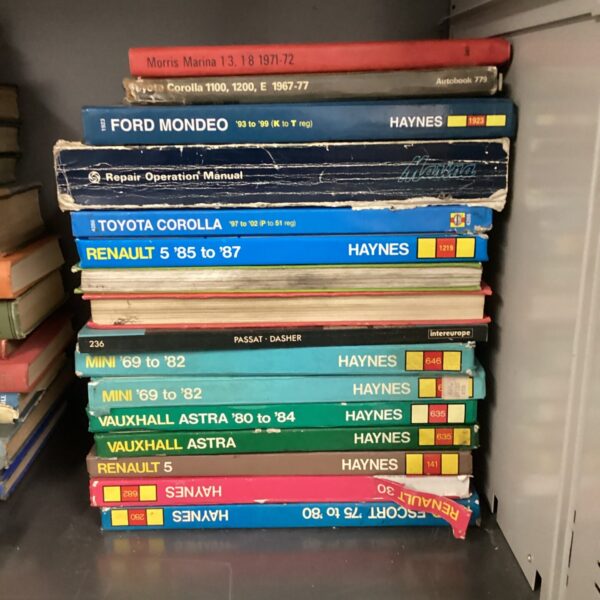 Morris Marina 1.3, 1.8 1971-72
Toyota Corolla 1100, 1200, E 1967-77 Autobook 779
1923 FORD MONDEO '93 to '99 (K to T reg) HAYNES 1923
Repair Operation Manual Marina
TOYOTA COROLLA '97 to '02 (P to 51 reg)
RENAULT 5 '85 to '87 HAYNES 1219
236 PASSAT · DASHER intereurope
MINI '69 to '82 HAYNES 646
MINI '69 to '82 HAYNES
VAUXHALL ASTRA '80 to '84 HAYNES 635
VAUXHALL ASTRA HAYNES 635
RENAULT 5 HAYNES 141
RENAULT 30 HAYNES 682
ESCORT '75 to '80 HAYNES 280